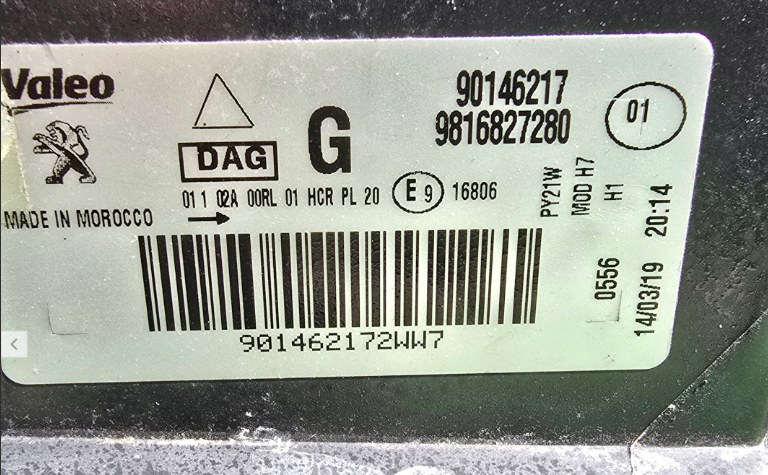 Valeo
90146217
9816827280
01
DAG
G
01 1 02A 00RL 01 HCR PL 20
E 9
16806
MADE IN MOROCCO
PY21W
MOD H7
H1
0556
14/03/19 20:14
901462172WW7